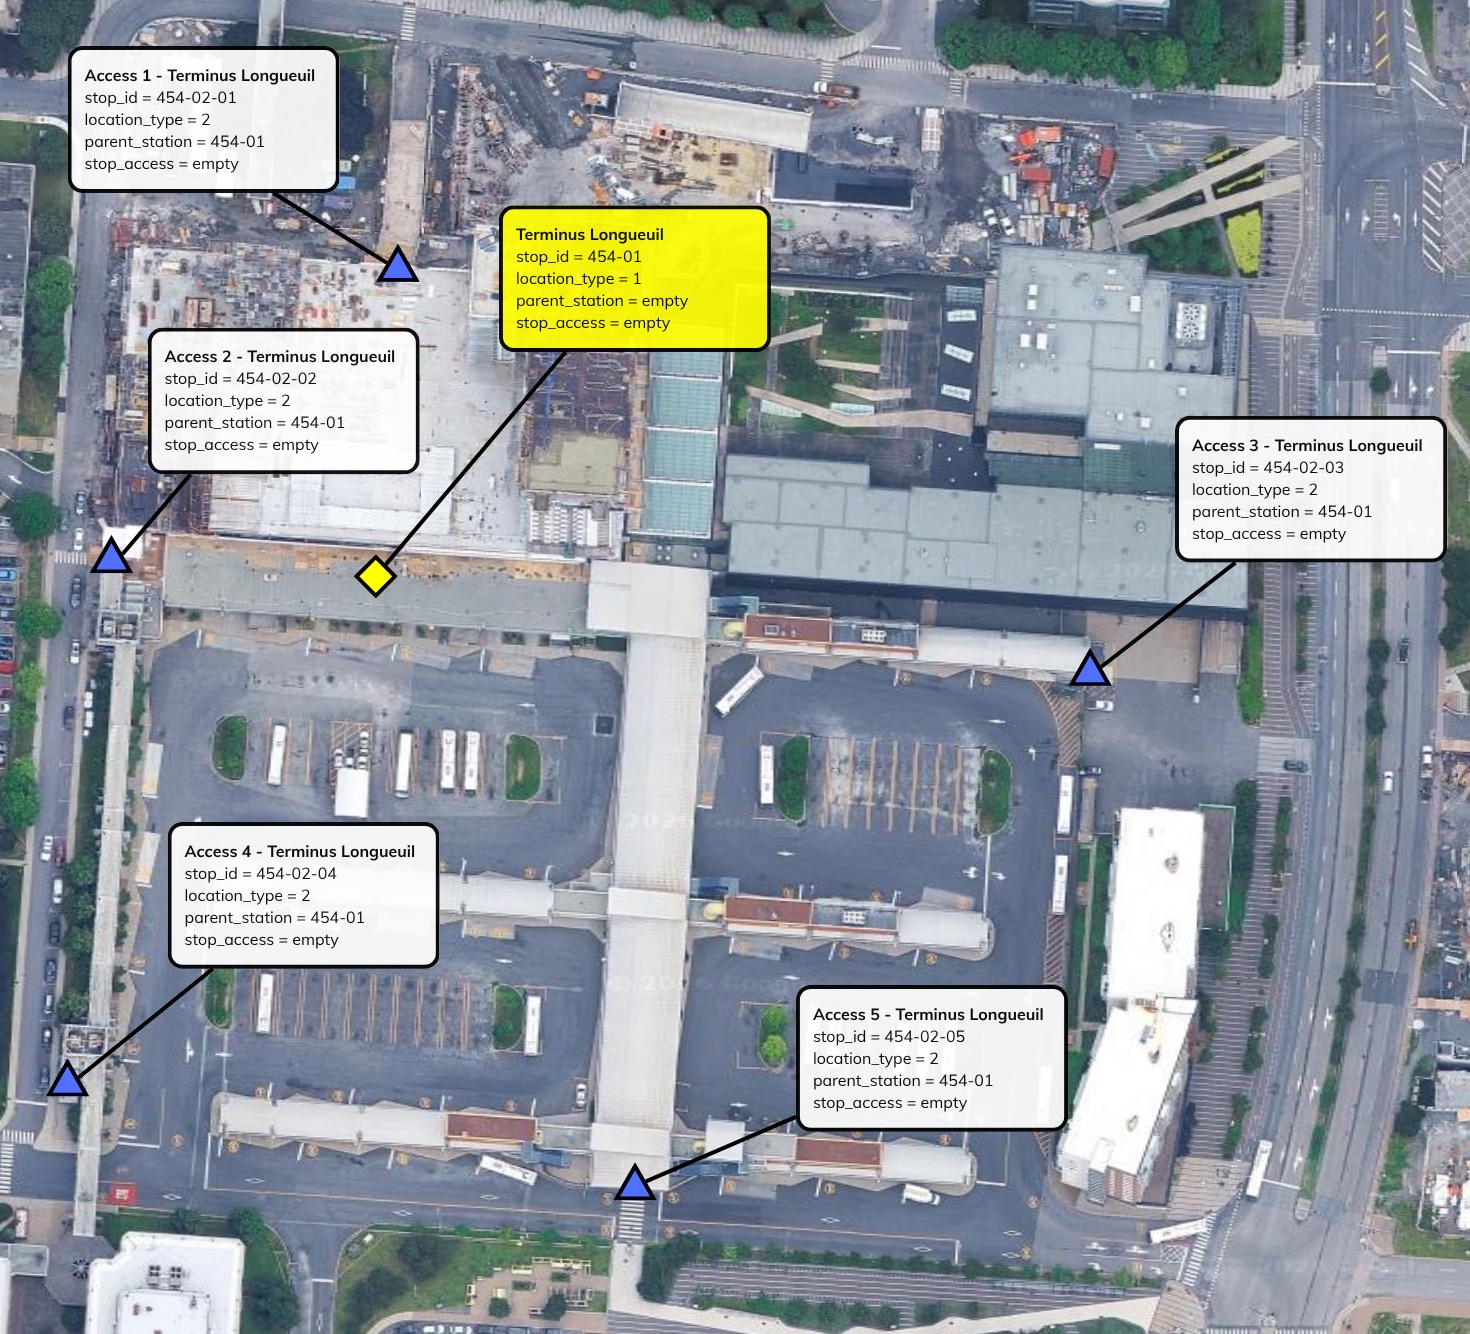 Access 1 - Terminus Longueuil
stop_id = 454-02-01
location_type = 2
parent_station = 454-01
stop_access = empty
Terminus Longueuil
stop_id = 454-01
location_type = 1
parent_station = empty
stop_access = empty
Access 2 - Terminus Longueuil
stop_id = 454-02-02
location_type = 2
parent_station = 454-01
stop_access = empty
Access 3 - Terminus Longueuil
stop_id = 454-02-03
location_type = 2
parent_station = 454-01
stop_access = empty
Access 4 - Terminus Longueuil
stop_id = 454-02-04
location_type = 2
parent_station = 454-01
stop_access = empty
Access 5 - Terminus Longueuil
stop_id = 454-02-05
location_type = 2
parent_station = 454-01
stop_access = empty